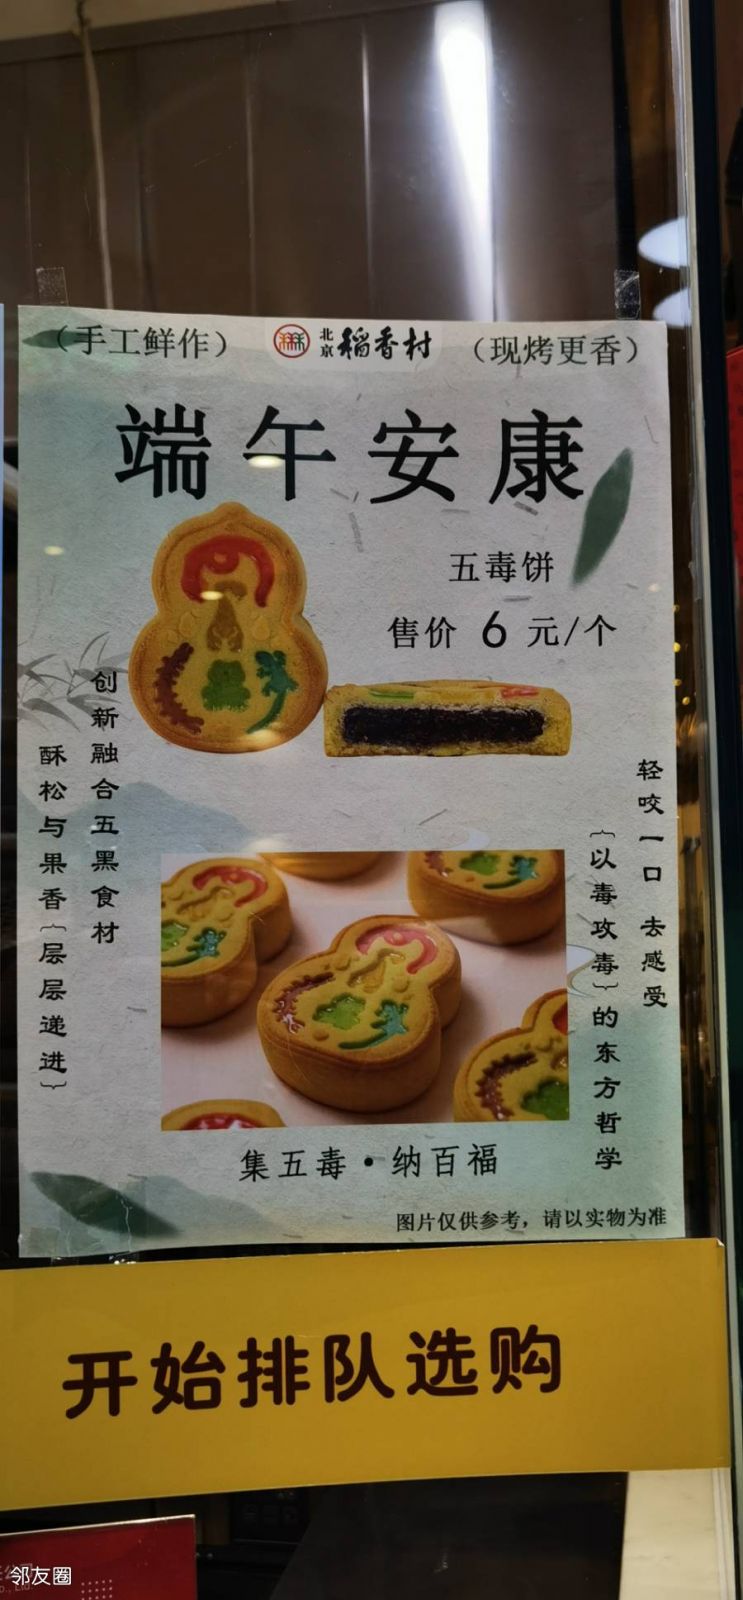 （手工鲜作）
北京稻香村
（现烤更香）
端午安康
五毒饼
售价 6 元/个
创新融合五黑食材
酥松与果香{层层递进}
轻咬一口 去感受
{以毒攻毒}的东方哲学
集五毒·纳百福
图片仅供参考，请以实物为准
开始排队选购
邻友圈